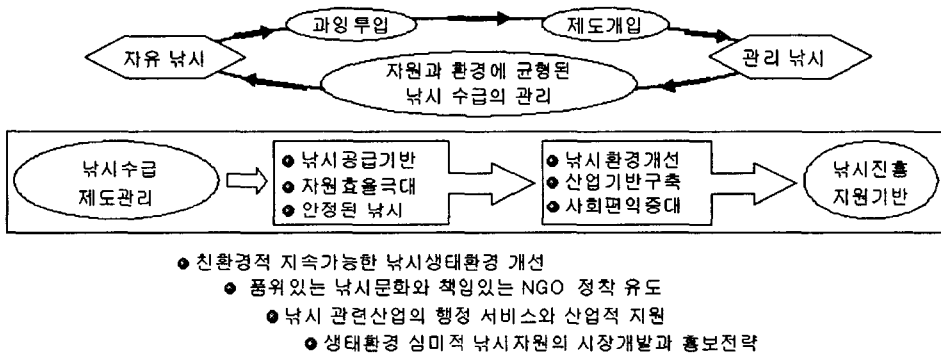 과잉투입
제도개입
자유 낚시
관리 낚시
자원과 환경에 균형된
낚시 수급의 관리
낚시수급
제도관리
낚시공급기반
자원효율극대
안정된 낚시
낚시환경개선
산업기반구축
사회편익증대
낚시진흥
지원기반
친환경적 지속가능한 낚시생태환경 개선
품위있는 낚시문화와 책임있는 NGO 정착 유도
낚시 관련산업의 행정 서비스와 산업적 지원
생태환경 심미적 낚시자원의 시장개발과 홍보전략